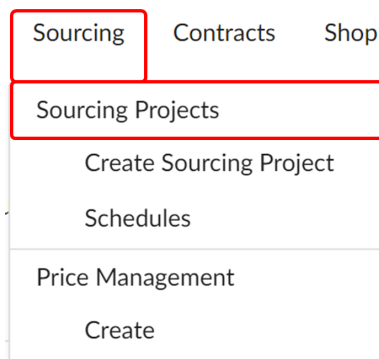 Sourcing Contracts Shop
Sourcing Projects
Create Sourcing Project
Schedules
Price Management
Create